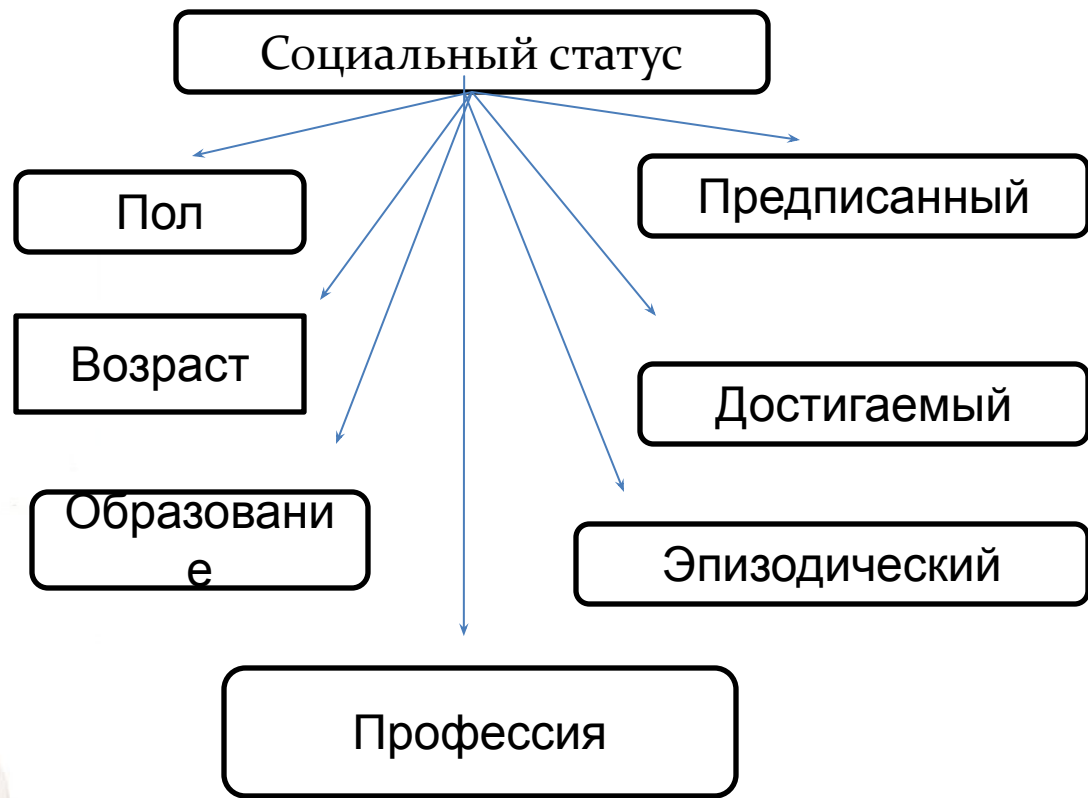 Социальный статус
Пол
Предписанный
Возраст
Достигаемый
Образовани
е
Эпизодический
Профессия